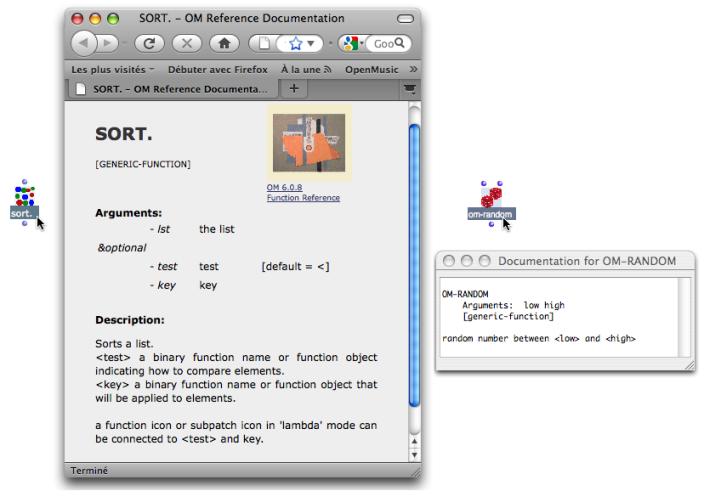 SORT. – OM Reference Documentation
Goo
Les plus visités
Débuter avec Firefox
À la une
OpenMusic
»
SORT. – OM Reference Documenta...
+
SORT.
[GENERIC-FUNCTION]
OM 6.0.8
Function Reference
Arguments:
- lst the list
&optional
- test test [default = <]
- key key
Description:
Sorts a list.
<test> a binary function name or function object
indicating how to compare elements.
<key> a binary function name or function object that
will be applied to elements.
a function icon or subpatch icon in 'lambda' mode can
be connected to <test> and key.
Terminé
sort. .
om-random
Documentation for OM-RANDOM
OM-RANDOM
Arguments: low high
[generic-function]
random number between <low> and <high>